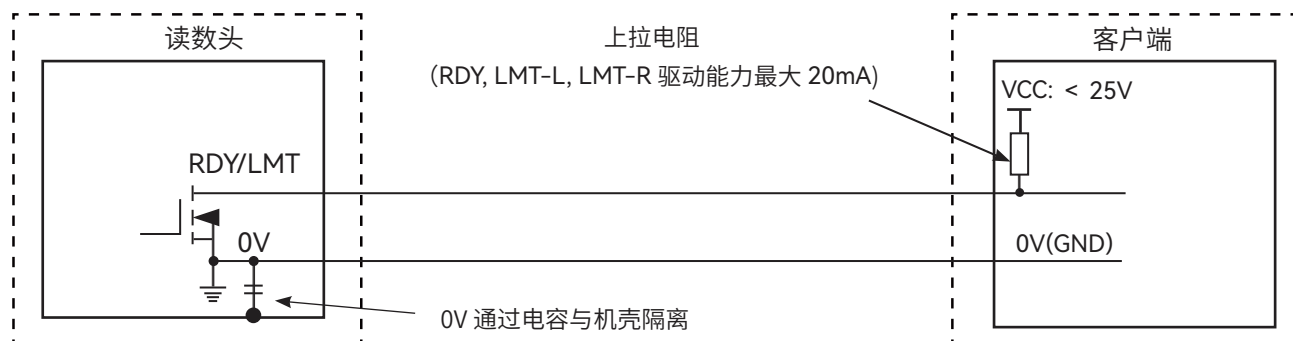 读数头
上拉电阻
(RDY, LMT-L, LMT-R 驱动能力最大 20mA)
客户端
VCC: < 25V
RDY/LMT
0V
0V(GND)
0V 通过电容与机壳隔离